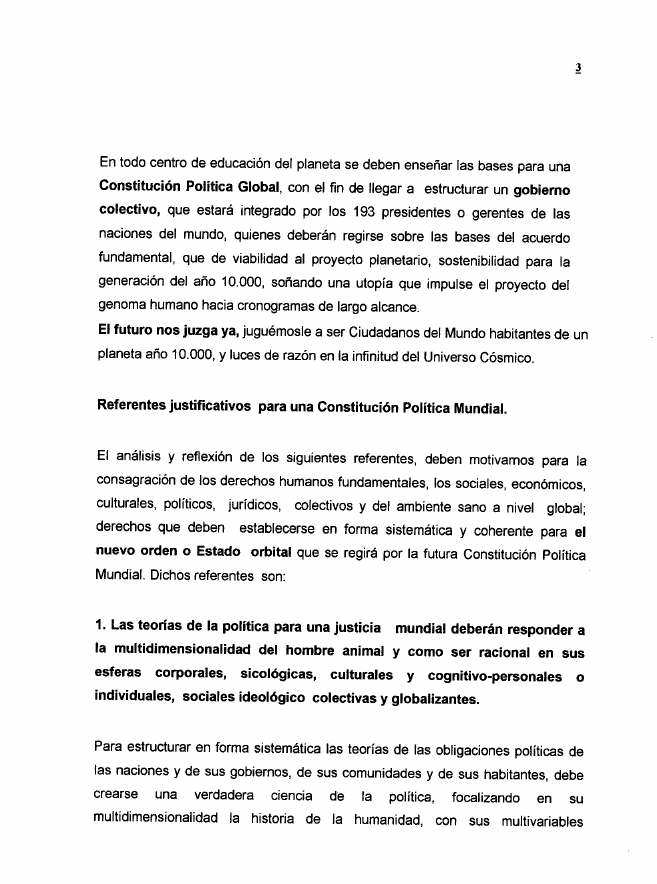 3
En todo centro de educación del planeta se deben enseñar las bases para una
Constitución Política Global, con el fin de llegar a estructurar un gobierno
colectivo, que estará integrado por los 193 presidentes o gerentes de las
naciones del mundo, quienes deberán regirse sobre las bases del acuerdo
fundamental, que de viabilidad al proyecto planetario, sostenibilidad para la
generación del año 10.000, soñando una utopía que impulse el proyecto del
genoma humano hacia cronogramas de largo alcance.
El futuro nos juzga ya, juguémosle a ser Ciudadanos del Mundo habitantes de un
planeta año 10.000, y luces de razón en la infinitud del Universo Cósmico.
Referentes justificativos para una Constitución Política Mundial.
El análisis y reflexión de los siguientes referentes, deben motivarnos para la
consagración de los derechos humanos fundamentales, los sociales, económicos,
culturales, políticos, jurídicos, colectivos y del ambiente sano a nivel global;
derechos que deben establecerse en forma sistemática y coherente para el
nuevo orden o Estado orbital que se regirá por la futura Constitución Política
Mundial. Dichos referentes son:
1. Las teorías de la política para una justicia mundial deberán responder a
la multidimensionalidad del hombre animal y como ser racional en sus
esferas corporales, sicológicas, culturales y cognitivo-personales o
individuales, sociales ideológico colectivas y globalizantes.
Para estructurar en forma sistemática las teorías de las obligaciones políticas de
las naciones y de sus gobiernos, de sus comunidades y de sus habitantes, debe
crearse una verdadera ciencia de la política, focalizando en su
multidimensionalidad la historia de la humanidad, con sus multivariables